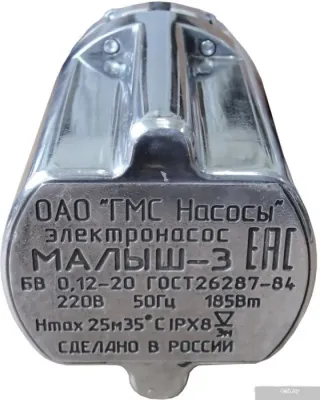 ОАО "ГМС Насосы"
электронасос EAC
МАЛЫШ-3
БВ 0,12-20 ГОСТ26287-84
220В 50Гц 185Вт
Hmax 25м35°С IPX8 3м
СДЕЛАНО В РОССИИ